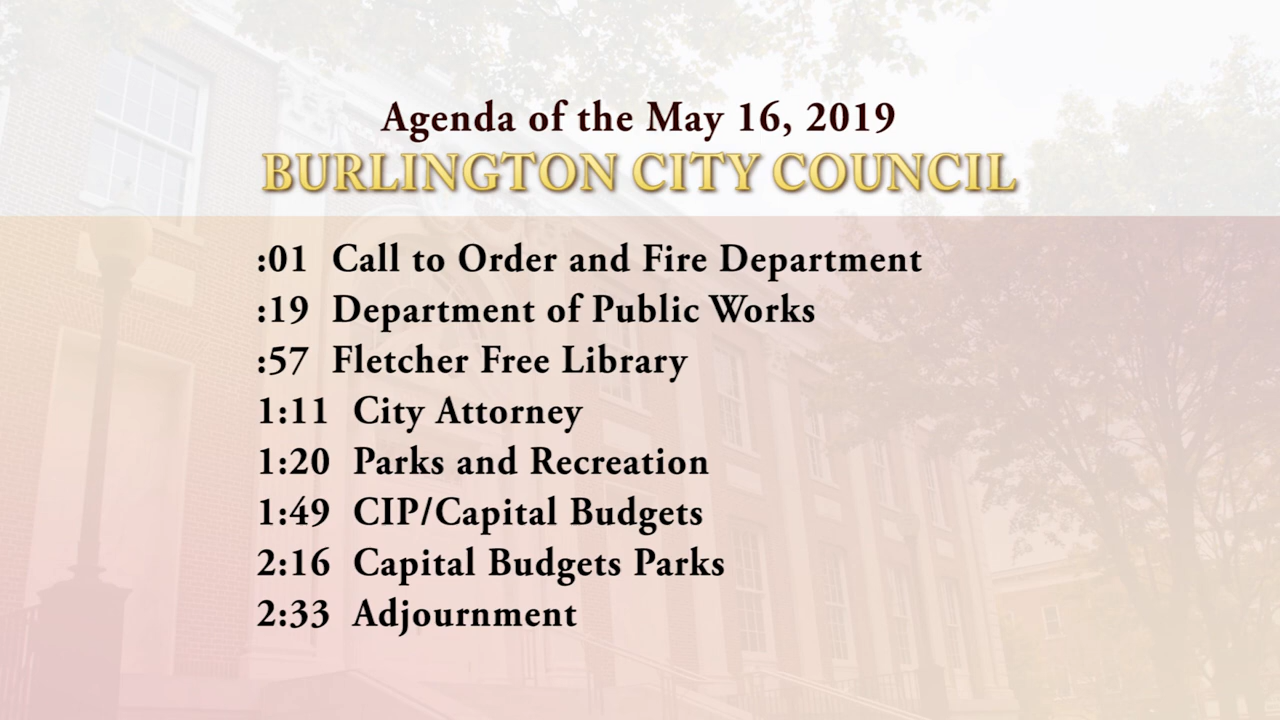 Agenda of the May 16, 2019
BURLINGTON CITY COUNCIL
:01 Call to Order and Fire Department
:19 Department of Public Works
:57 Fletcher Free Library
1:11 City Attorney
1:20 Parks and Recreation
1:49 CIP/Capital Budgets
2:16 Capital Budgets Parks
2:33 Adjournment